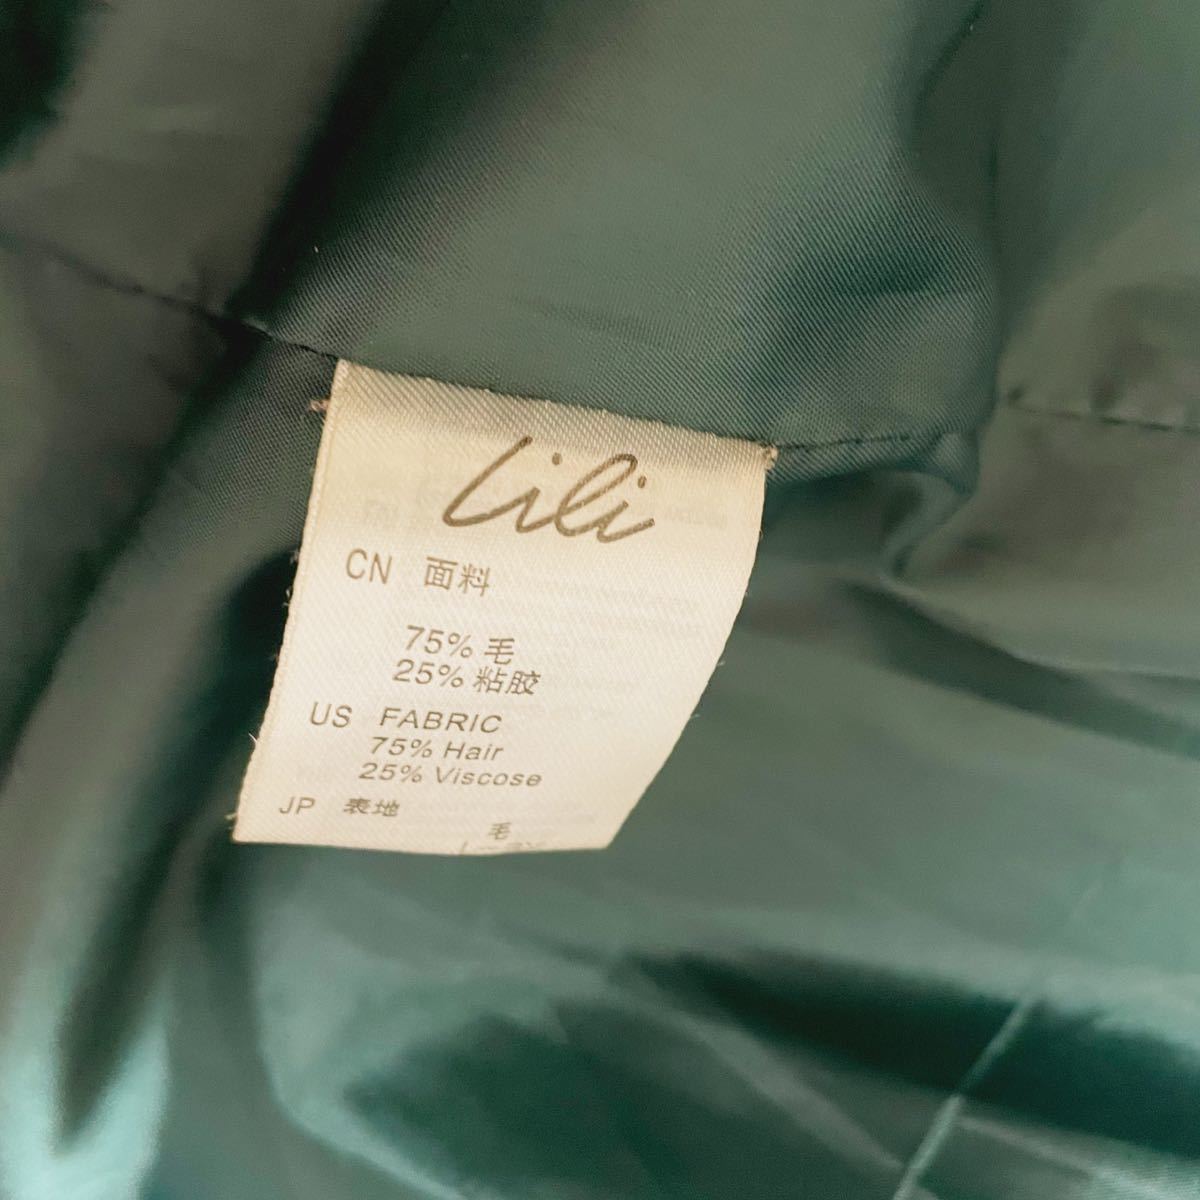 Lili
CN 面料
75% 毛
25% 粘胶
US FABRIC
75% Hair
25% Viscose
JP 表地
毛